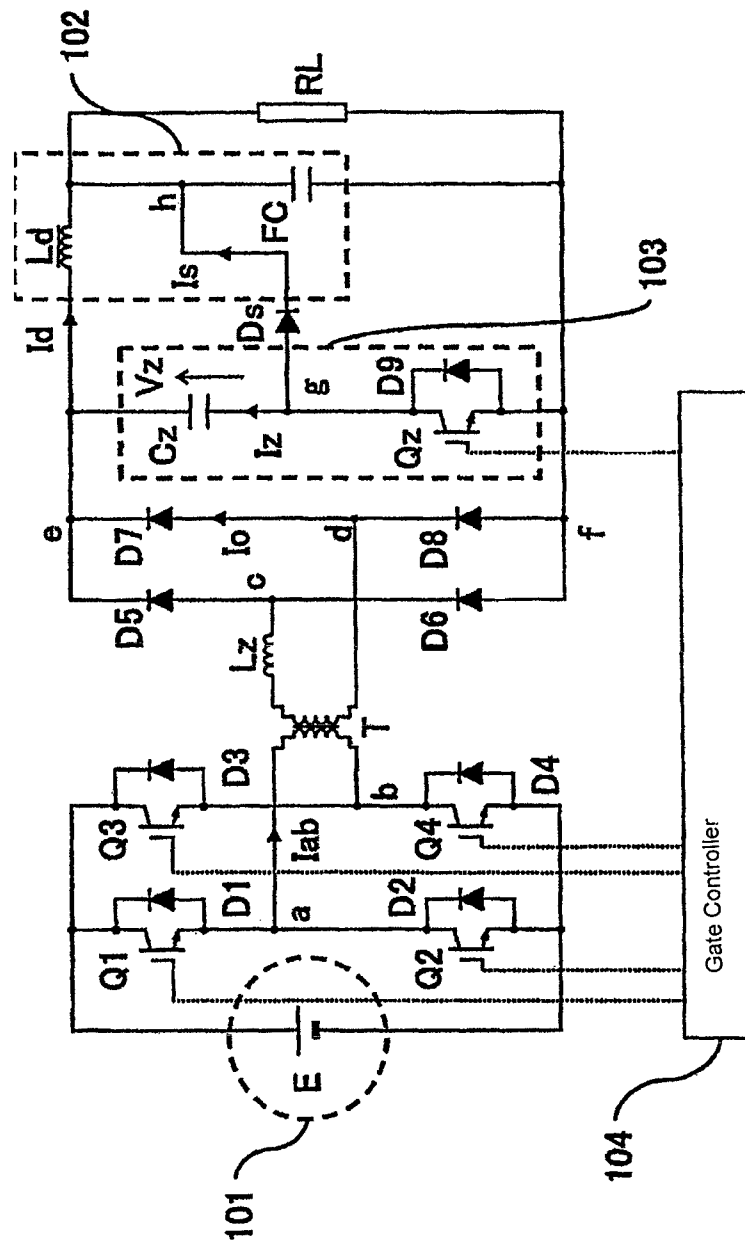 102
Ld
h
FC
RL
Id
Is
Ds
103
Vz
Cz
Iz
g
D9
Qz
e
D7
Io
d
D8
f
D5
c
D6
Lz
T
Q3
D3
b
Q4
D4
Iab
Q1
D1
a
D2
Q2
E
101
Gate Controller
104